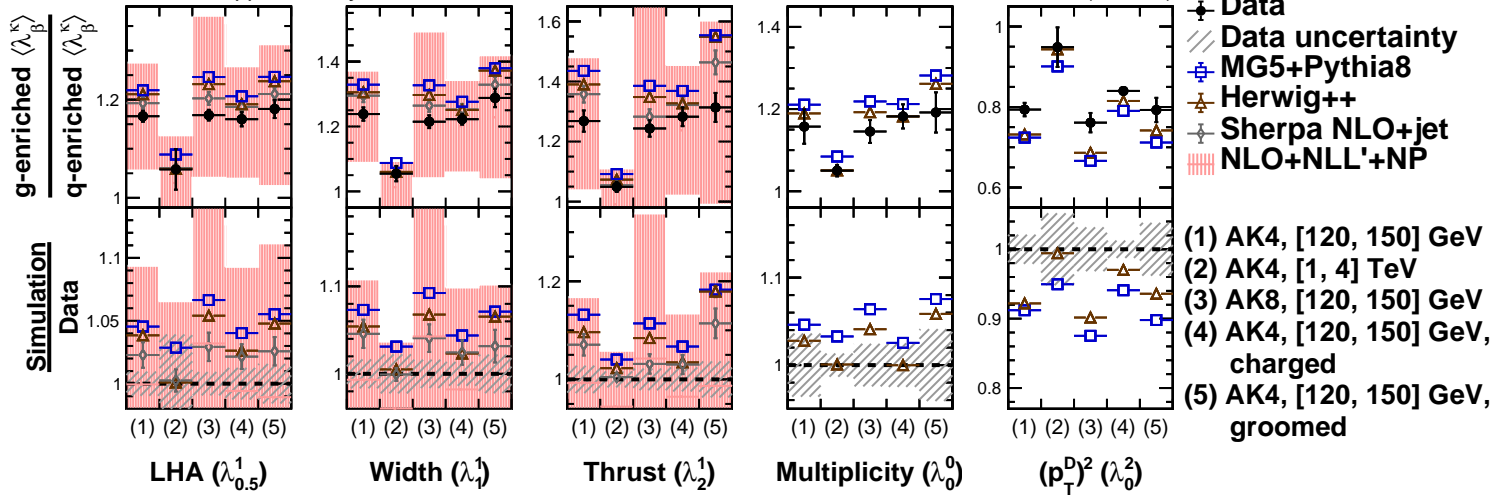 g-enriched ⟨λ^κ_β⟩
q-enriched ⟨λ^κ_β⟩
1.2
1
1.4
1.2
1
1.6
1.4
1.2
1
1.4
1.2
1
1
0.8
0.6
Data
Data uncertainty
MG5+Pythia8
Herwig++
Sherpa NLO+jet
NLO+NLL'+NP
Simulation
Data
1.1
1.05
1
1.1
1
1.2
1
1.1
1
1
0.9
0.8
(1) AK4, [120, 150] GeV
(2) AK4, [1, 4] TeV
(3) AK8, [120, 150] GeV
(4) AK4, [120, 150] GeV,
charged
(5) AK4, [120, 150] GeV,
groomed
(1) (2) (3) (4) (5)
(1) (2) (3) (4) (5)
(1) (2) (3) (4) (5)
(1) (2) (3) (4) (5)
(1) (2) (3) (4) (5)
LHA (λ^1_0.5)
Width (λ^1_1)
Thrust (λ^1_2)
Multiplicity (λ^0_0)
(p_T^D)² (λ^2_0)